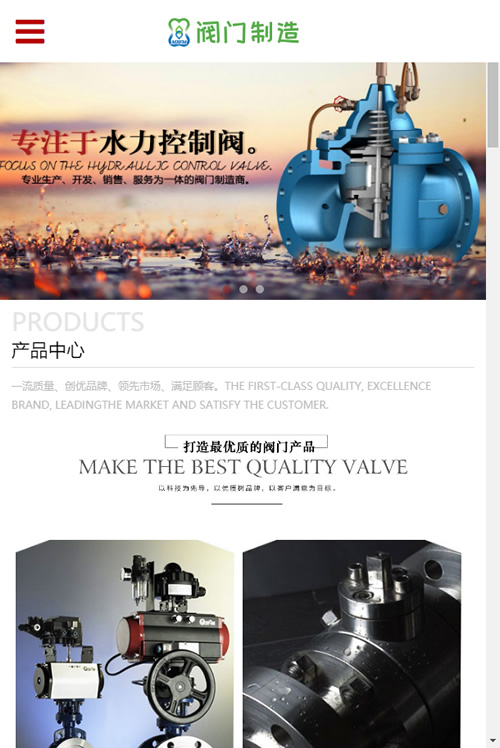 阀门制造
专注于水力控制阀。
FOCUS ON THE HYDRAULIC CONTROL VALVE.
专业生产、开发、销售、服务为一体的阀门制造商。
PRODUCTS
产品中心
一流质量、创优品牌、领先市场、满足顾客。THE FIRST-CLASS QUALITY, EXCELLENCE
BRAND, LEADINGTHE MARKET AND SATISFY THE CUSTOMER.
打造最优质的阀门产品
MAKE THE BEST QUALITY VALVE
以科技为先导，以优质树品牌，以客户满意为目标。